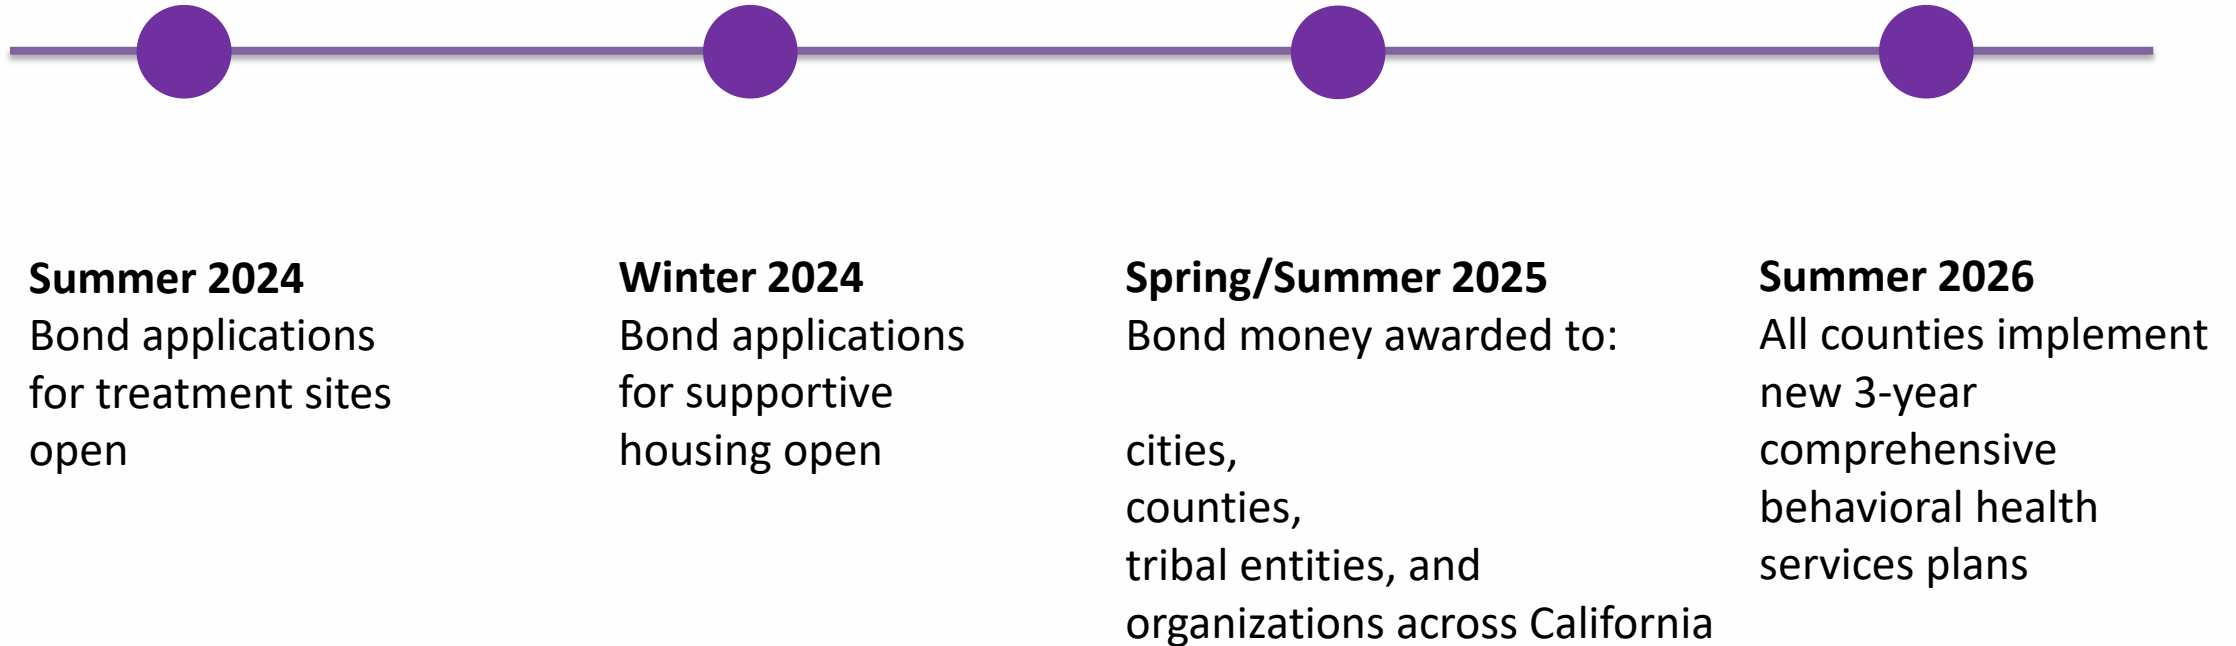 Summer 2024
Bond applications
for treatment sites
open
Winter 2024
Bond applications
for supportive
housing open
Spring/Summer 2025
Bond money awarded to:
cities,
counties,
tribal entities, and
organizations across California
Summer 2026
All counties implement
new 3-year
comprehensive
behavioral health
services plans